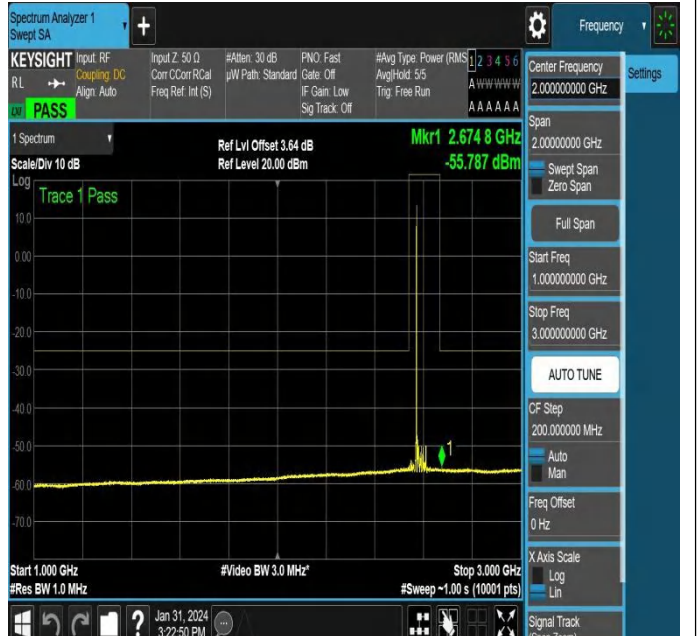 Spectrum Analyzer 1
Swept SA
Frequency
KEYSIGHT
RL
PASS
Input: RF
Coupling: DC
Align: Auto
Input Z: 50 Ω
Corr CCorr RCal
Freq Ref: Int (S)
#Atten: 30 dB
µW Path: Standard
PNO: Fast
Gate: Off
IF Gain: Low
Sig Track: Off
#Avg Type: Power (RMS
Avg|Hold: 5/5
Trig: Free Run
1 2 3 4 5 6
A W W W W W
A A A A A A
1 Spectrum
Scale/Div 10 dB
Ref Lvl Offset 3.64 dB
Ref Level 20.00 dBm
Mkr1 2.674 8 GHz
-55.787 dBm
Log
Trace 1 Pass
10.0
0.00
-10.0
-20.0
-30.0
-40.0
-50.0
-60.0
-70.0
1
Start 1.000 GHz
#Res BW 1.0 MHz
#Video BW 3.0 MHz*
Stop 3.000 GHz
#Sweep ~1.00 s (10001 pts)
?
Jan 31, 2024
3:22:50 PM
Center Frequency
2.000000000 GHz
Settings
Span
2.00000000 GHz
Swept Span
Zero Span
Full Span
Start Freq
1.000000000 GHz
Stop Freq
3.000000000 GHz
AUTO TUNE
CF Step
200.000000 MHz
Auto
Man
Freq Offset
0 Hz
X Axis Scale
Log
Lin
Signal Track